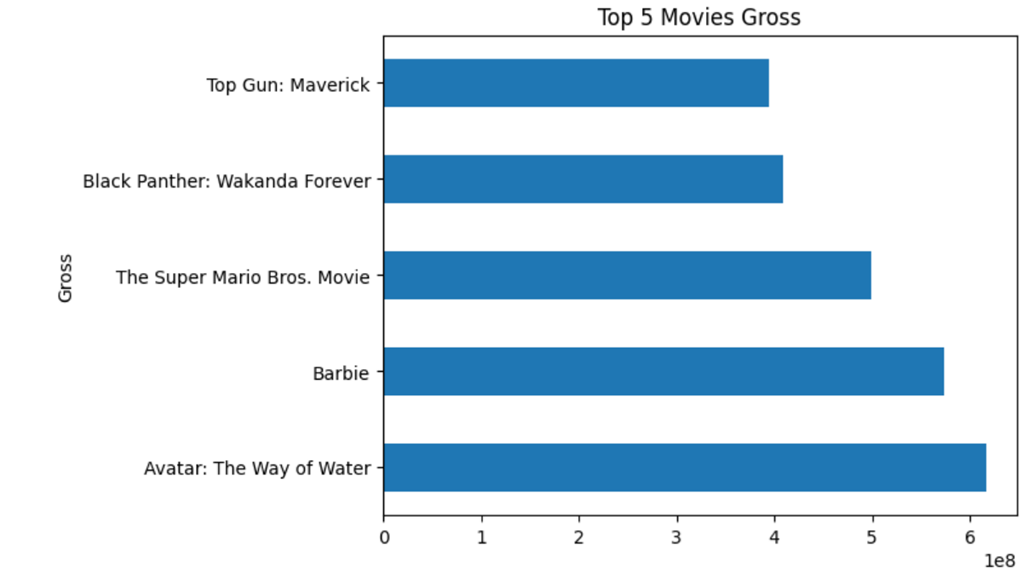 Top 5 Movies Gross
Top Gun: Maverick
Black Panther: Wakanda Forever
Gross
The Super Mario Bros. Movie
Barbie
Avatar: The Way of Water
0 1 2 3 4 5 6
1e8